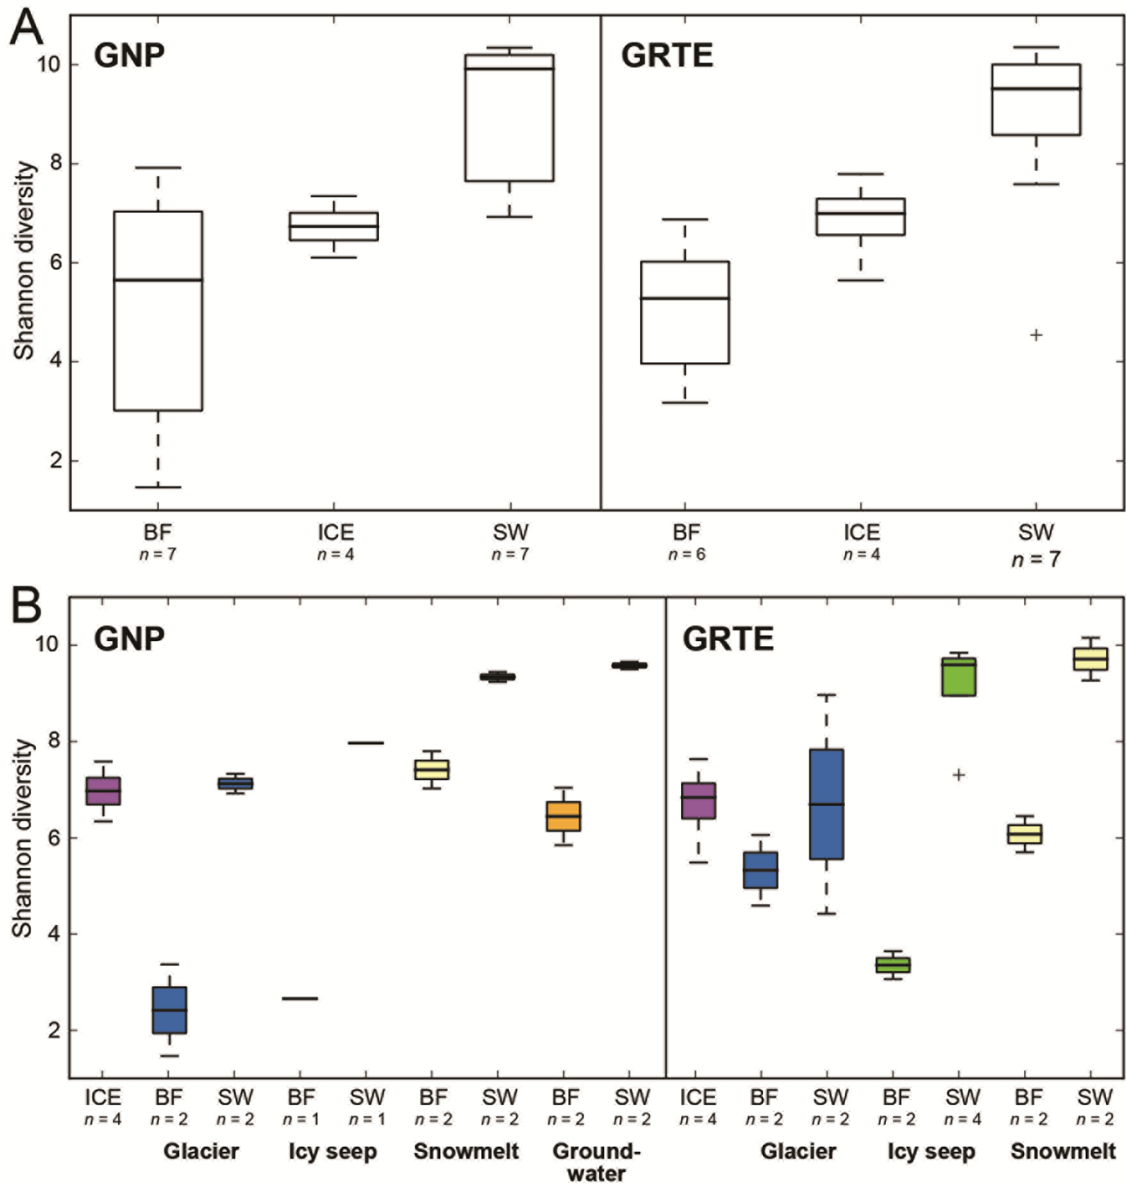 A
GNP
GRTE
Shannon diversity
10
8
6
4
2
BF
ICE
SW
BF
ICE
SW
n = 7
n = 4
n = 7
n = 6
n = 4
n = 7
B
GNP
GRTE
Shannon diversity
10
8
6
4
2
ICE
BF
SW
BF
SW
BF
SW
BF
SW
ICE
BF
SW
BF
SW
BF
SW
n = 4
n = 2
n = 2
n = 1
n = 1
n = 2
n = 2
n = 2
n = 2
n = 4
n = 2
n = 2
n = 2
n = 4
n = 2
n = 2
Glacier
Icy seep
Snowmelt
Ground-
water
Glacier
Icy seep
Snowmelt